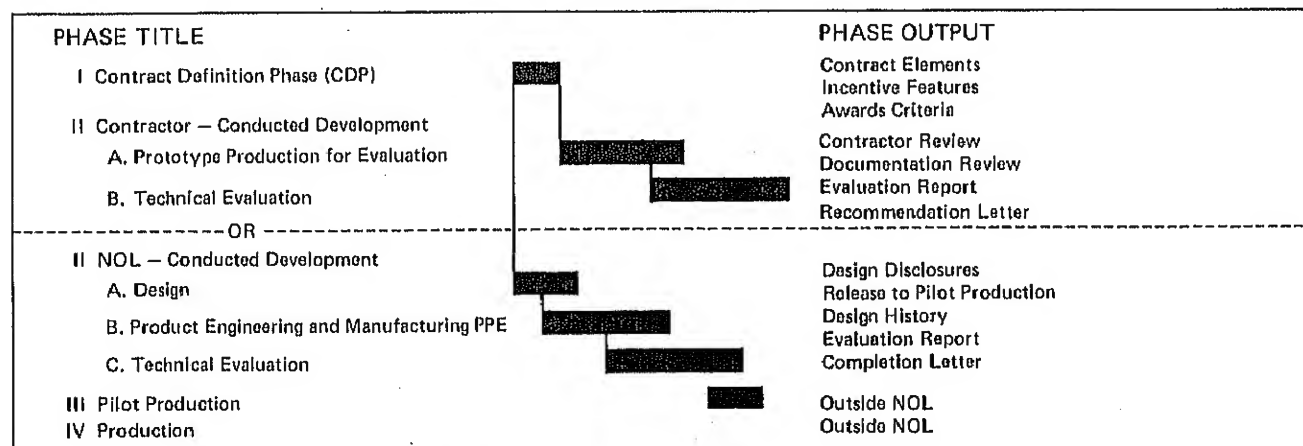 PHASE TITLE
I Contract Definition Phase (CDP)
II Contractor – Conducted Development
A. Prototype Production for Evaluation
B. Technical Evaluation
PHASE OUTPUT
Contract Elements
Incentive Features
Awards Criteria
Contractor Review
Documentation Review
Evaluation Report
Recommendation Letter
OR
II NOL – Conducted Development
A. Design
B. Product Engineering and Manufacturing PPE
C. Technical Evaluation
III Pilot Production
IV Production
Design Disclosures
Release to Pilot Production
Design History
Evaluation Report
Completion Letter
Outside NOL
Outside NOL